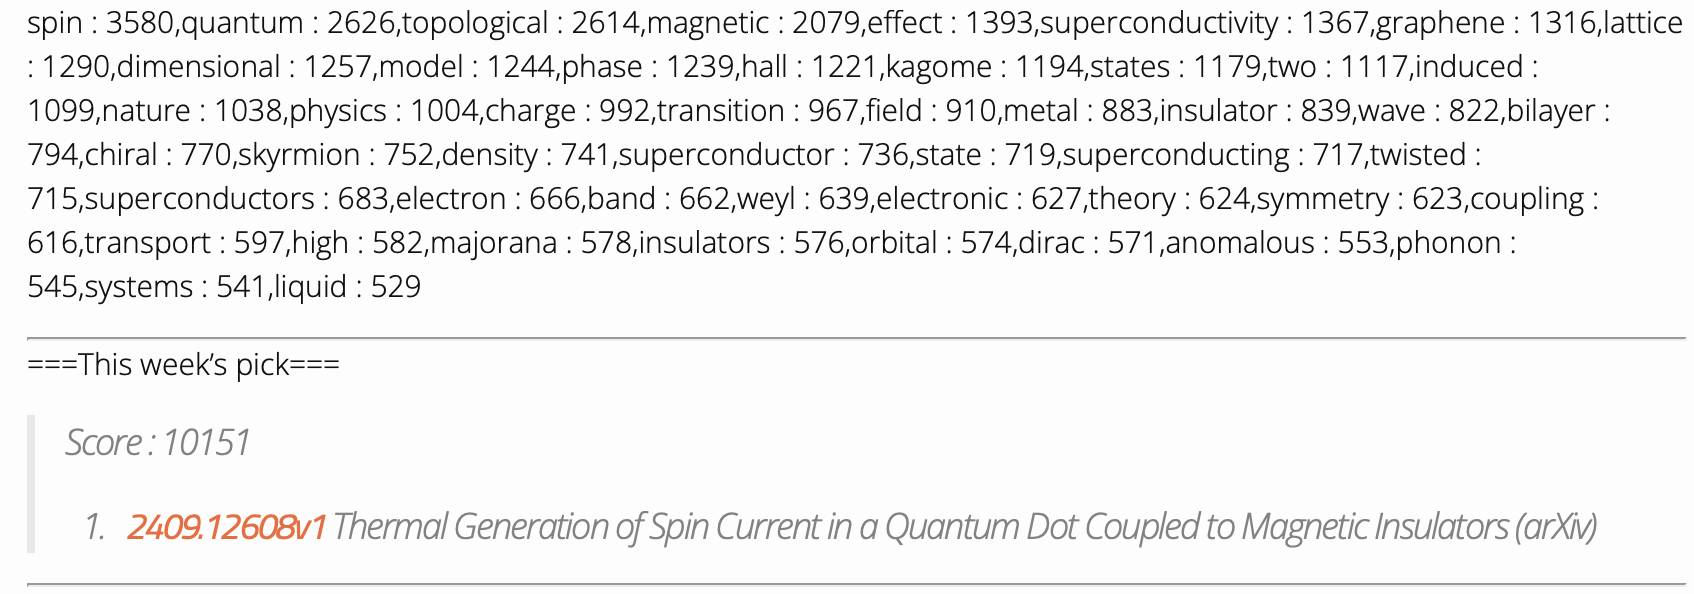 spin : 3580,quantum : 2626,topological : 2614,magnetic : 2079,effect : 1393,superconductivity : 1367,graphene : 1316,lattice
: 1290,dimensional : 1257,model : 1244,phase : 1239,hall : 1221,kagome : 1194,states : 1179,two : 1117,induced :
1099,nature : 1038,physics : 1004,charge : 992,transition : 967,field : 910,metal : 883,insulator : 839,wave : 822,bilayer :
794,chiral : 770,skyrmion : 752,density : 741,superconductor : 736,state : 719,superconducting : 717,twisted :
715,superconductors : 683,electron : 666,band : 662,weyl : 639,electronic : 627,theory : 624,symmetry : 623,coupling :
616,transport : 597,high : 582,majorana : 578,insulators : 576,orbital : 574,dirac : 571,anomalous : 553,phonon :
545,systems : 541,liquid : 529
===This week’s pick===
Score : 10151
1. 2409.12608v1 Thermal Generation of Spin Current in a Quantum Dot Coupled to Magnetic Insulators (arXiv)